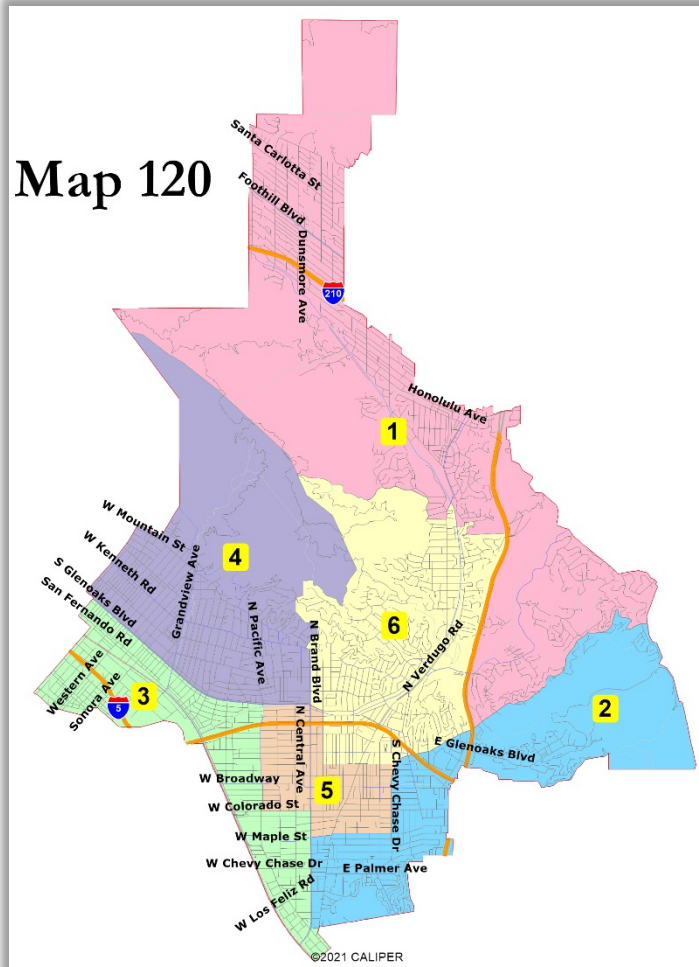 Map 120
Santa Carlotta St
Foothill Blvd
Dunsmore Ave
210
Honolulu Ave
1
W Mountain St
W Kenneth Rd
S Glenoaks Blvd
San Fernando Rd
Grandview Ave
4
N Pacific Ave
N Brand Blvd
6
N Verdugo Rd
Western Ave
Sonora Ave
3
5
2
N Central Ave
S Chevy Chase Dr
E Glenoaks Blvd
W Broadway
5
W Colorado St
W Maple St
W Chevy Chase Dr
E Palmer Ave
W Los Feliz Rd
©2021 CALIPER